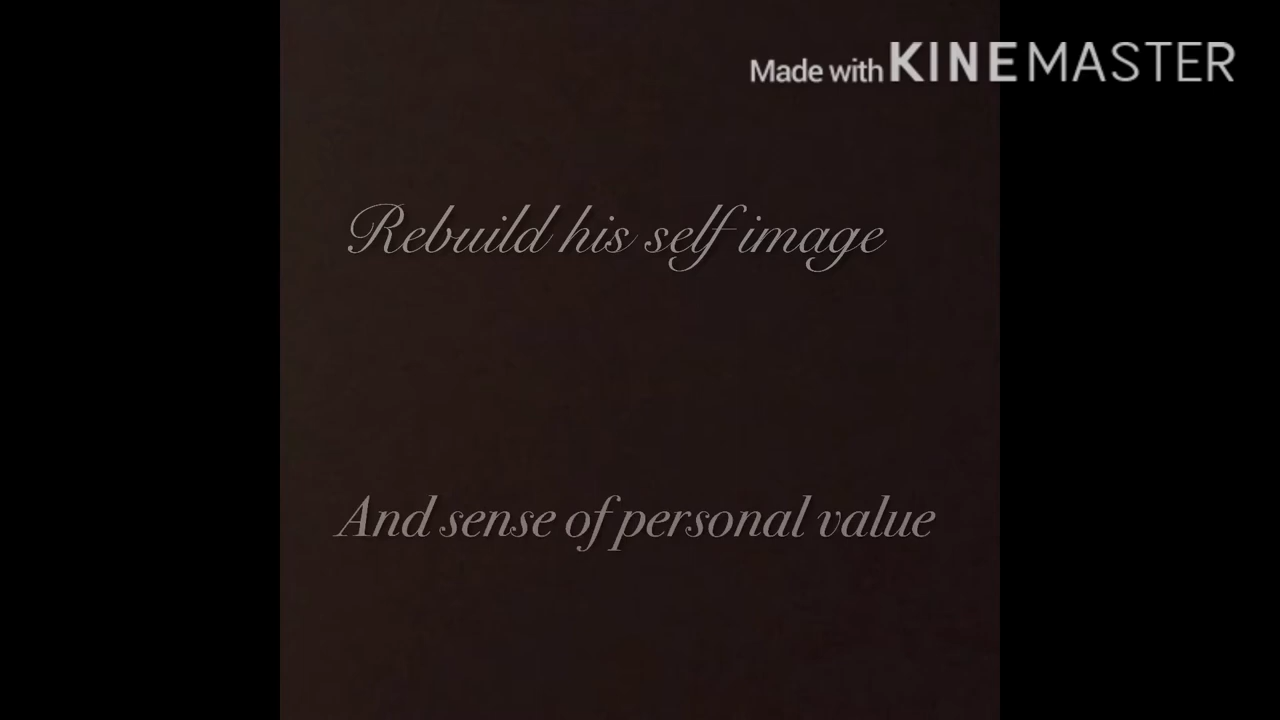 Made with KINEMASTER
Rebuild his self image
And sense of personal value